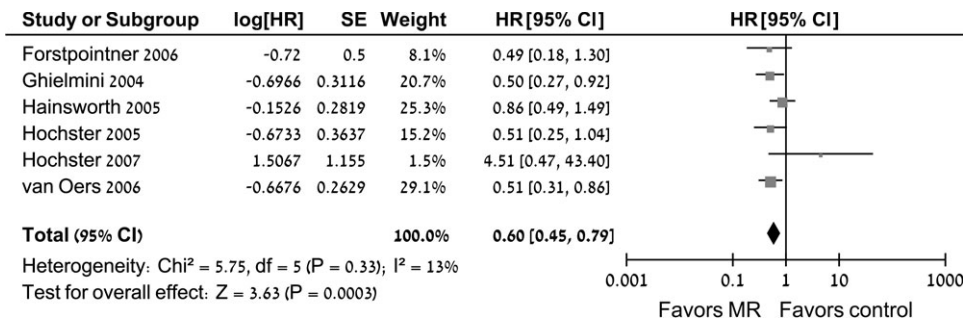 Study or Subgroup log[HR] SE Weight HR [95% CI] HR [95% CI]
Forstpointner 2006 -0.72 0.5 8.1% 0.49 [0.18, 1.30]
Ghielmini 2004 -0.6966 0.3116 20.7% 0.50 [0.27, 0.92]
Hainsworth 2005 -0.1526 0.2819 25.3% 0.86 [0.49, 1.49]
Hochster 2005 -0.6733 0.3637 15.2% 0.51 [0.25, 1.04]
Hochster 2007 1.5067 1.155 1.5% 4.51 [0.47, 43.40]
van Oers 2006 -0.6676 0.2629 29.1% 0.51 [0.31, 0.86]
Total (95% CI) 100.0% 0.60 [0.45, 0.79]
Heterogeneity: Chi² = 5.75, df = 5 (P = 0.33); I² = 13%
Test for overall effect: Z = 3.63 (P = 0.0003)
0.001 0.1 1 10 1000
Favors MR Favors control